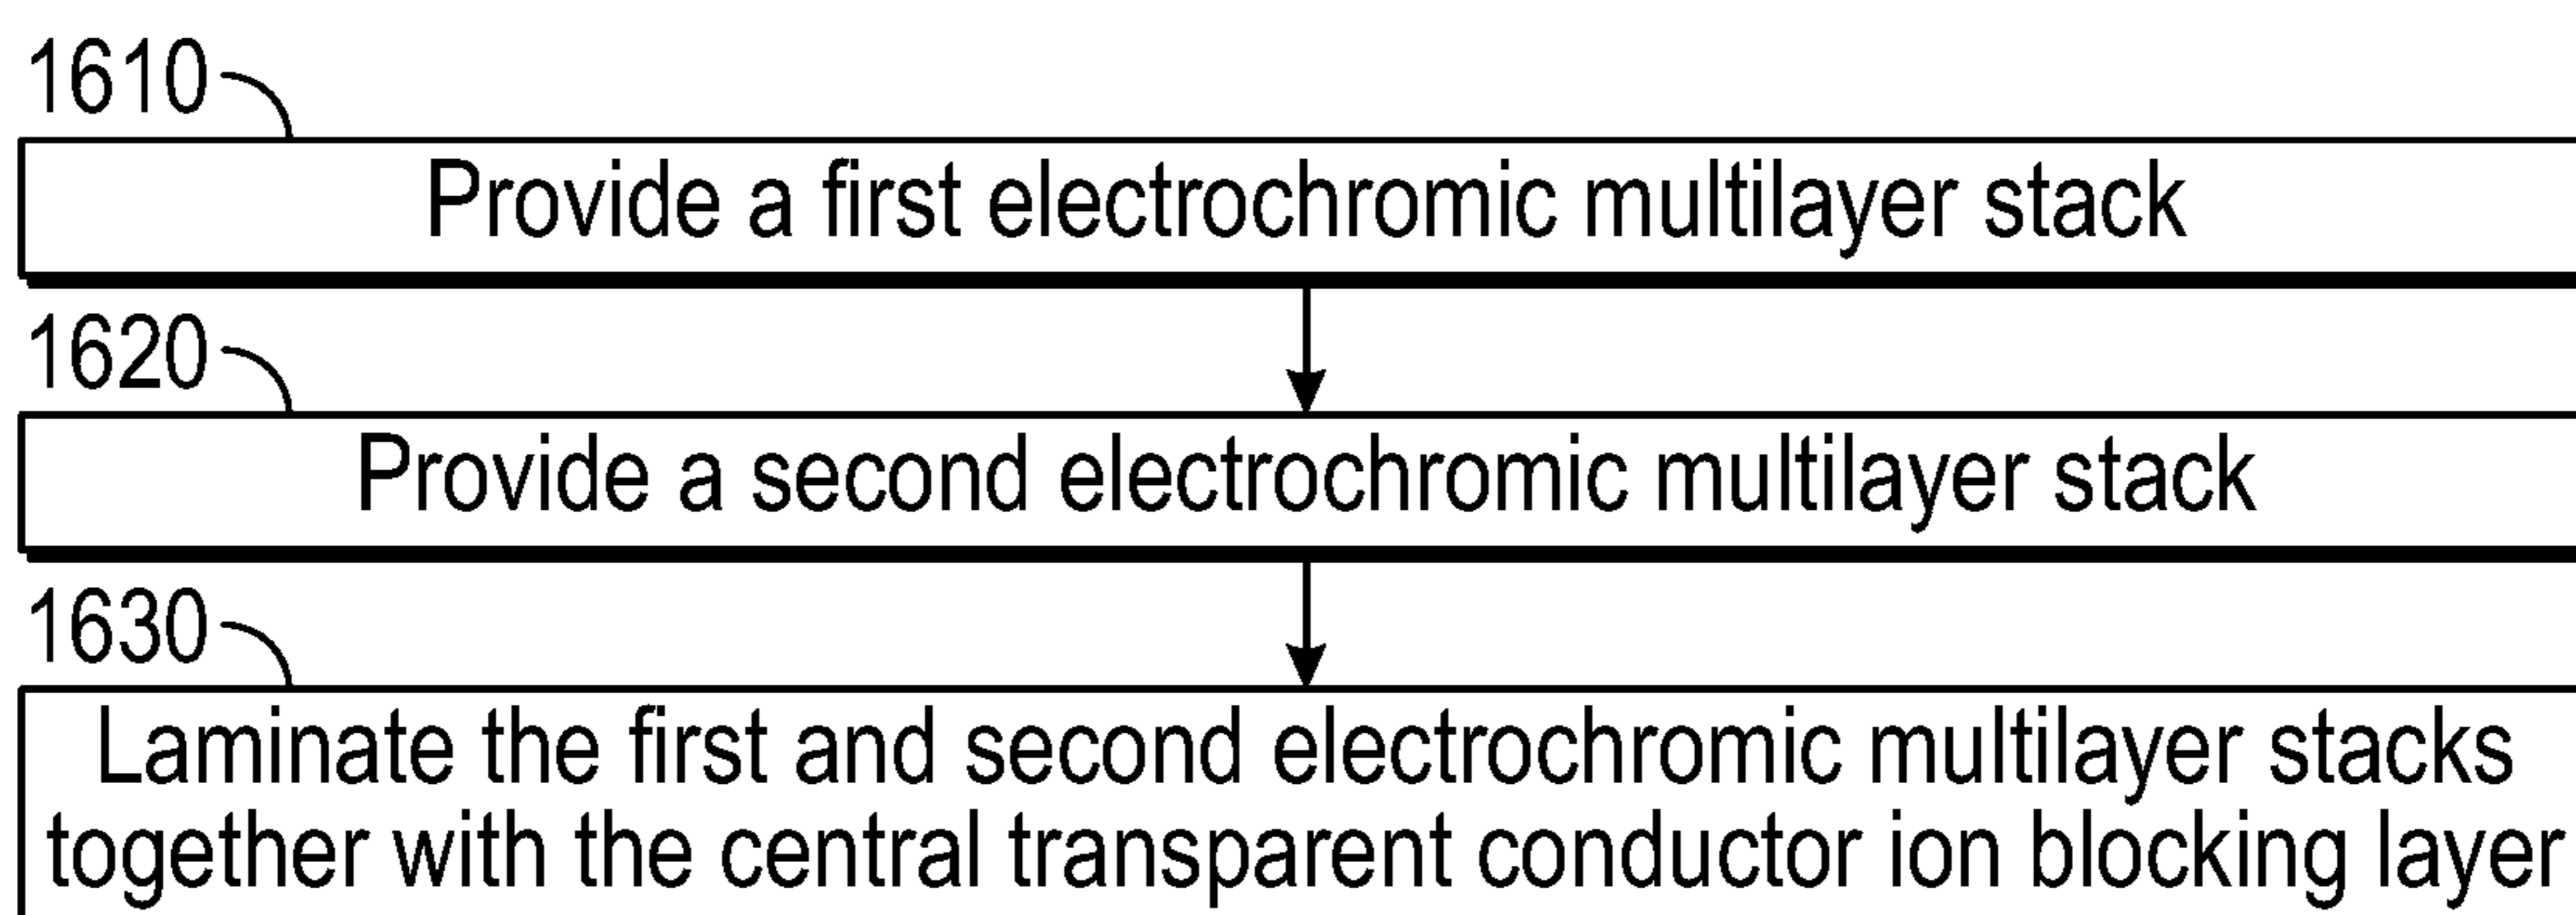 1610
Provide a first electrochromic multilayer stack
1620
Provide a second electrochromic multilayer stack
1630
Laminate the first and second electrochromic multilayer stacks
together with the central transparent conductor ion blocking layer